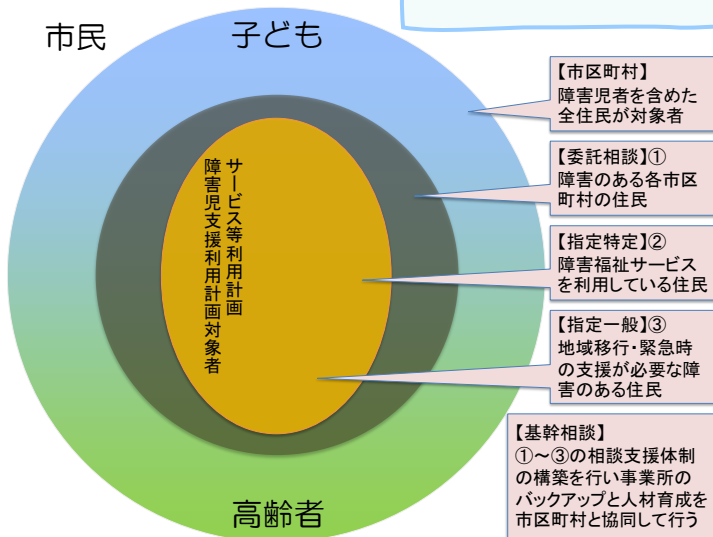 市民
子ども
【市区町村】
障害児者を含めた
全住民が対象者
【委託相談】①
障害のある各市区
町村の住民
サービス等利用計画
障害児支援利用計画対象者
【指定特定】②
障害福祉サービス
を利用している住民
【指定一般】③
地域移行・緊急時
の支援が必要な障
害のある住民
【基幹相談】
①～③の相談支援体制
の構築を行い事業所の
バックアップと人材育成を
市区町村と協同して行う
高齢者